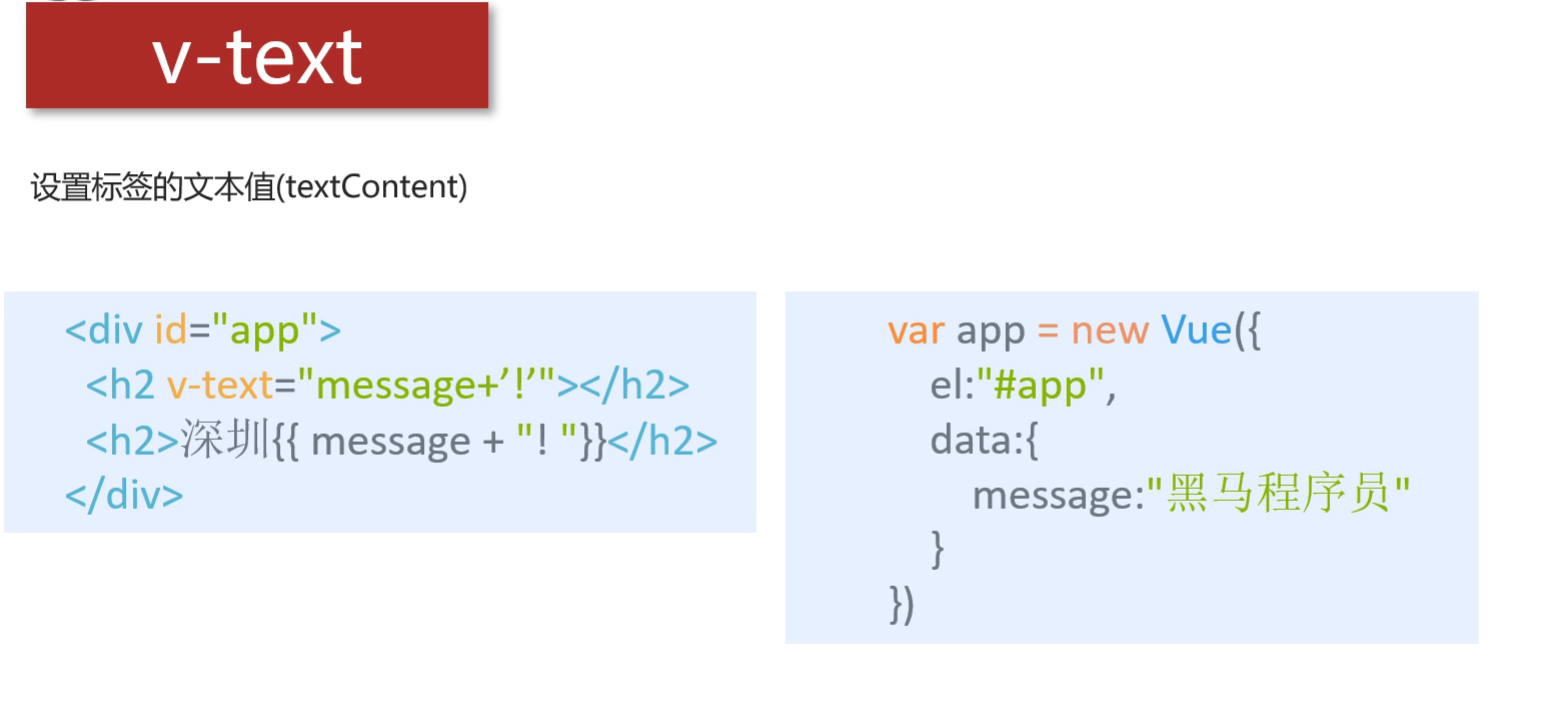 v-text
设置标签的文本值(textContent)
<div id="app">
<h2 v-text="message+’!’"></h2>
<h2>深圳{{ message + "! "}}</h2>
</div>
var app = new Vue({
el:"#app",
data:{
message:"黑马程序员"
}
})